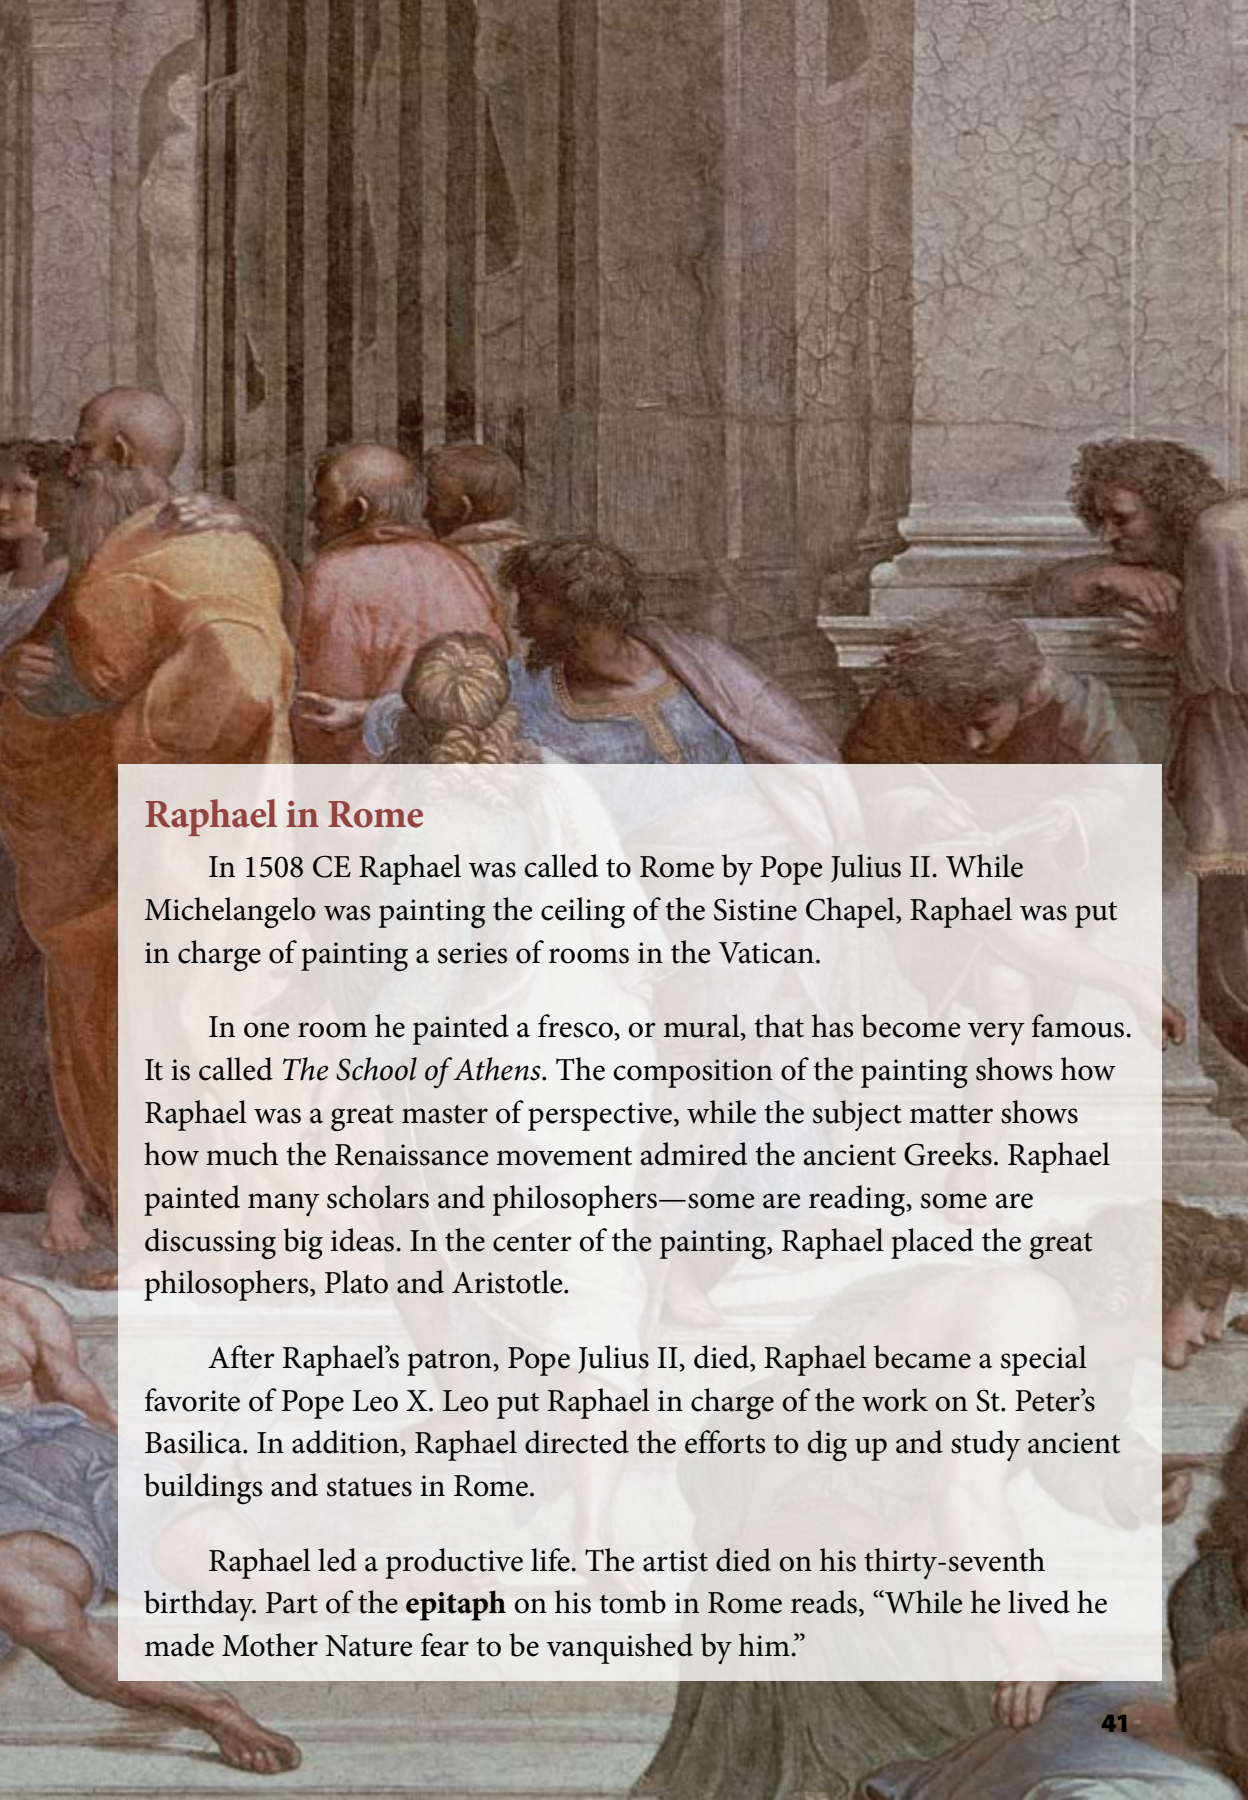 Raphael in Rome
In 1508 CE Raphael was called to Rome by Pope Julius II. While
Michelangelo was painting the ceiling of the Sistine Chapel, Raphael was put
in charge of painting a series of rooms in the Vatican.
In one room he painted a fresco, or mural, that has become very famous.
It is called The School of Athens. The composition of the painting shows how
Raphael was a great master of perspective, while the subject matter shows
how much the Renaissance movement admired the ancient Greeks. Raphael
painted many scholars and philosophers—some are reading, some are
discussing big ideas. In the center of the painting, Raphael placed the great
philosophers, Plato and Aristotle.
After Raphael’s patron, Pope Julius II, died, Raphael became a special
favorite of Pope Leo X. Leo put Raphael in charge of the work on St. Peter’s
Basilica. In addition, Raphael directed the efforts to dig up and study ancient
buildings and statues in Rome.
Raphael led a productive life. The artist died on his thirty-seventh
birthday. Part of the epitaph on his tomb in Rome reads, “While he lived he
made Mother Nature fear to be vanquished by him.”
41